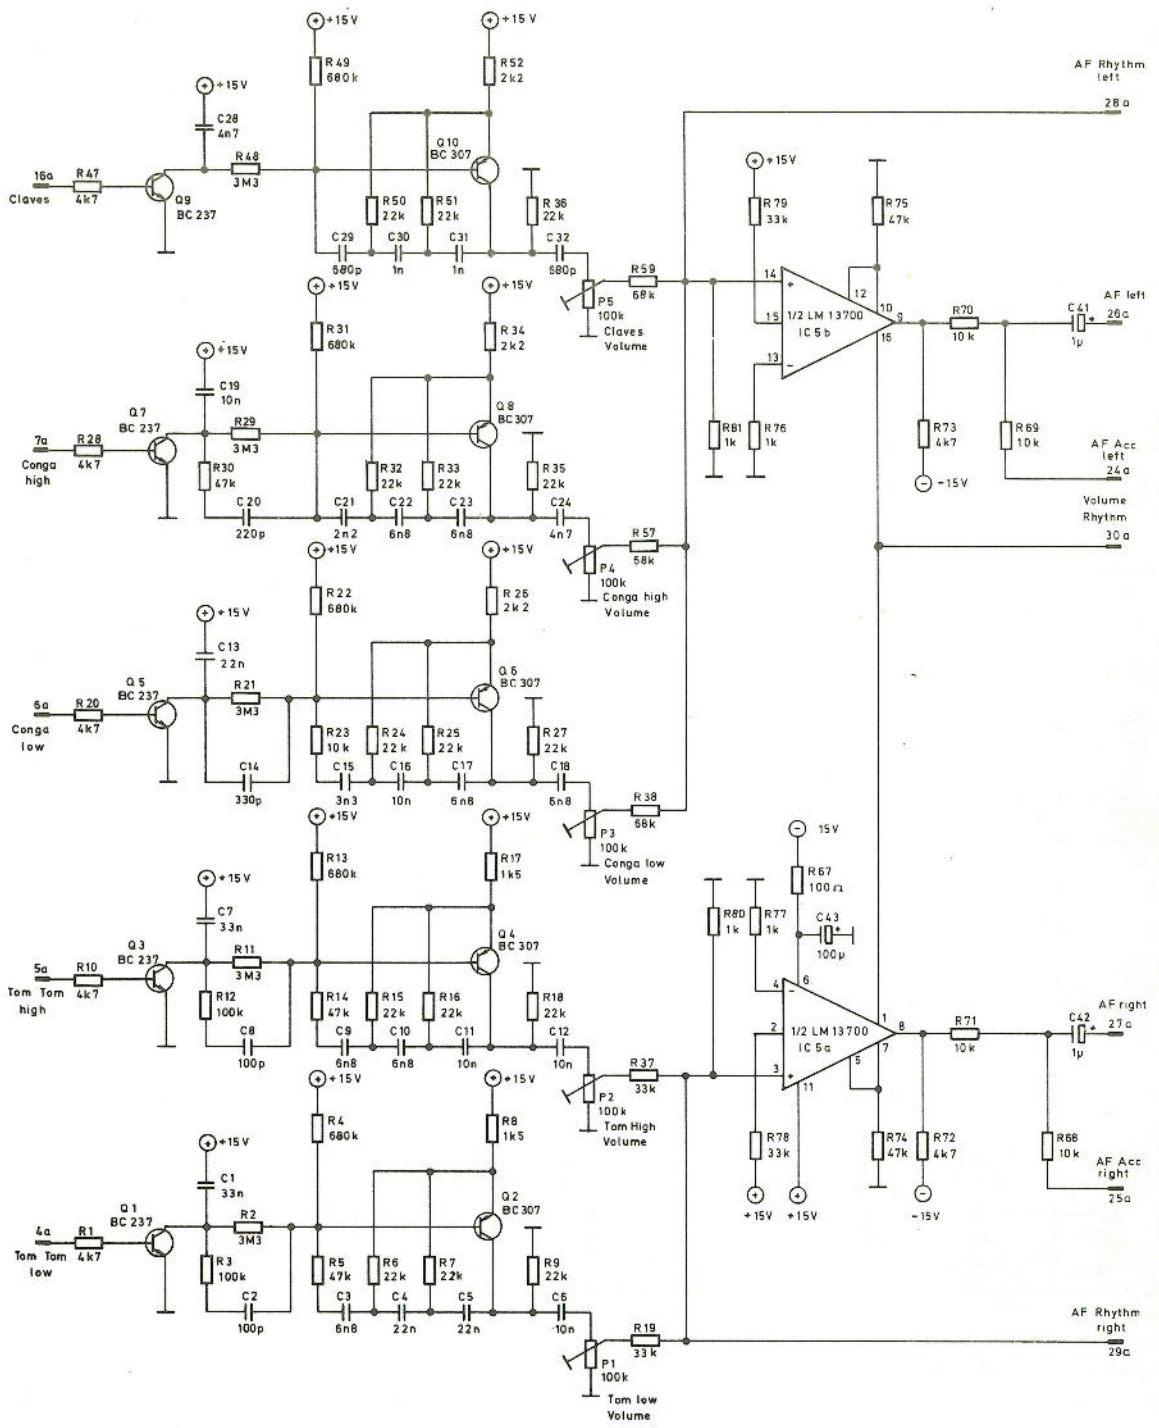 +15V
+15V
R49
680k
R52
2k2
AF Rhythm
left
28a
+15V
C28
4n7
Q10
BC 307
16a
Claves
R47
4k7
Q9
BC 237
R48
3M3
R50
22k
R51
22k
R36
22k
C29
680p
C30
1n
C31
1n
C32
680p
P5
100k
Claves
Volume
R59
68k
+15V
R79
33k
R75
47k
14
+
15
13
-
12
10
9
16
1/2 LM 13700
IC 5b
R70
10k
C41
+
1µ
AF left
26a
+15V
+15V
R31
680k
R34
2k2
+15V
C19
10n
Q7
BC 237
Q8
BC307
7a
Conga
high
R28
4k7
R29
3M3
R30
47k
R32
22k
R33
22k
R35
22k
C20
220p
C21
2n2
C22
6n8
C23
6n8
C24
4n7
P4
100k
Conga high
Volume
R57
68k
R81
1k
R76
1k
R73
4k7
-15V
R69
10k
AF Acc
left
24a
Volume
Rhythm
30a
+15V
+15V
R22
680k
R26
2k2
+15V
C13
22n
Q5
BC 237
Q6
BC307
6a
Conga
low
R20
4k7
R21
3M3
C14
330p
R23
10k
R24
22k
R25
22k
R27
22k
C15
3n3
C16
10n
C17
6n8
C18
6n8
P3
100k
Conga low
Volume
R38
68k
+15V
+15V
R13
680k
R17
1k5
+15V
C7
33n
Q3
BC 237
Q4
BC307
5a
Tom Tom
high
R10
4k7
R11
3M3
R12
100k
C8
100p
R14
47k
R15
22k
R16
22k
R18
22k
C9
6n8
C10
6n8
C11
10n
C12
10n
P2
100k
Tom High
Volume
R37
33k
15V
R67
100Ω
R80
1k
R77
1k
C43
+
100µ
4
-
6
2
3
+
11
1
8
7
5
1/2 LM 13700
IC 5a
R71
10k
C42
+
1µ
AF right
27a
R78
33k
+15V
+15V
R74
47k
R72
4k7
-15V
R68
10k
AF Acc
right
25a
+15V
+15V
R4
680k
R8
1k5
+15V
C1
33n
Q1
BC 237
Q2
BC307
4a
Tom Tom
low
R1
4k7
R2
3M3
R3
100k
C2
100p
R5
47k
R6
22k
R7
22k
R9
22k
C3
6n8
C4
22n
C5
22n
C6
10n
P1
100k
Tom low
Volume
R19
33k
AF Rhythm
right
29a